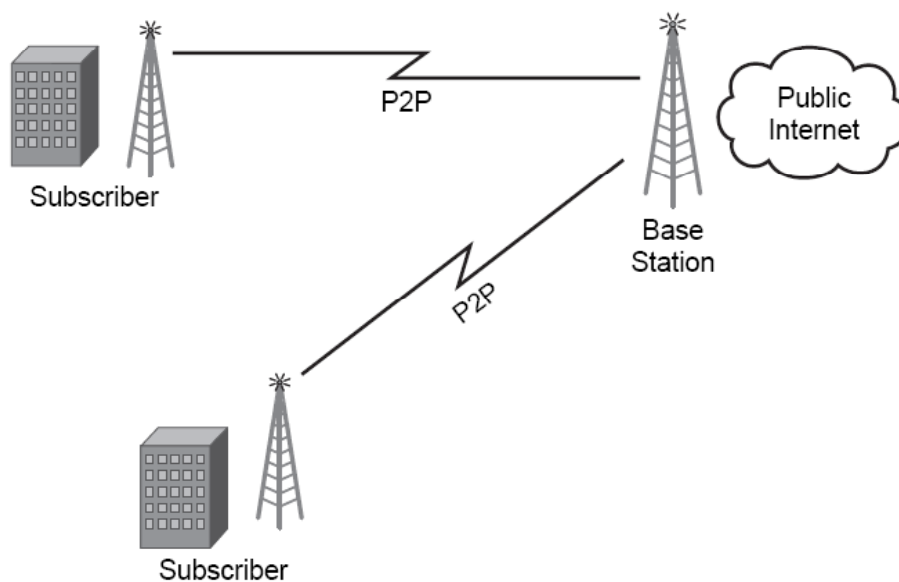 P2P
Public
Internet
Subscriber
Base
Station
P2P
Subscriber